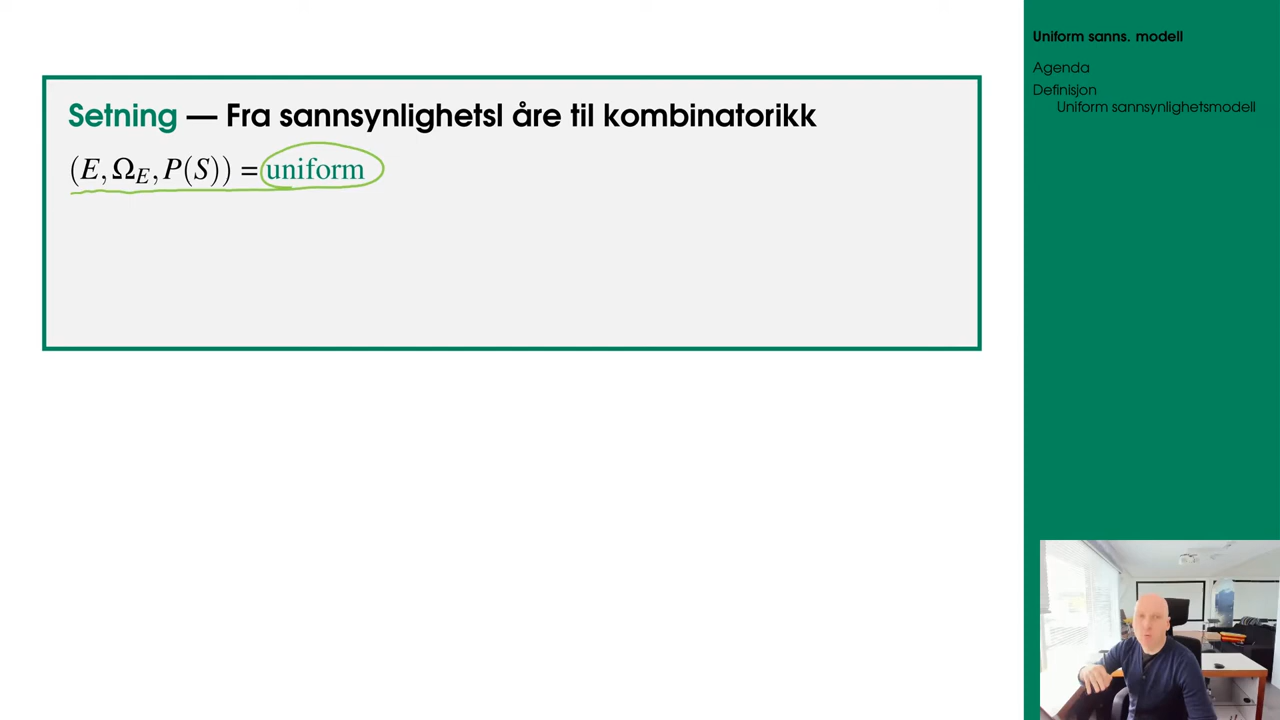 Setning — Fra sannsynlighetsl åre til kombinatorikk
(E, Ω_E, P(S)) = uniform
Uniform sanns. modell
Agenda
Definisjon
Uniform sannsynlighetsmodell